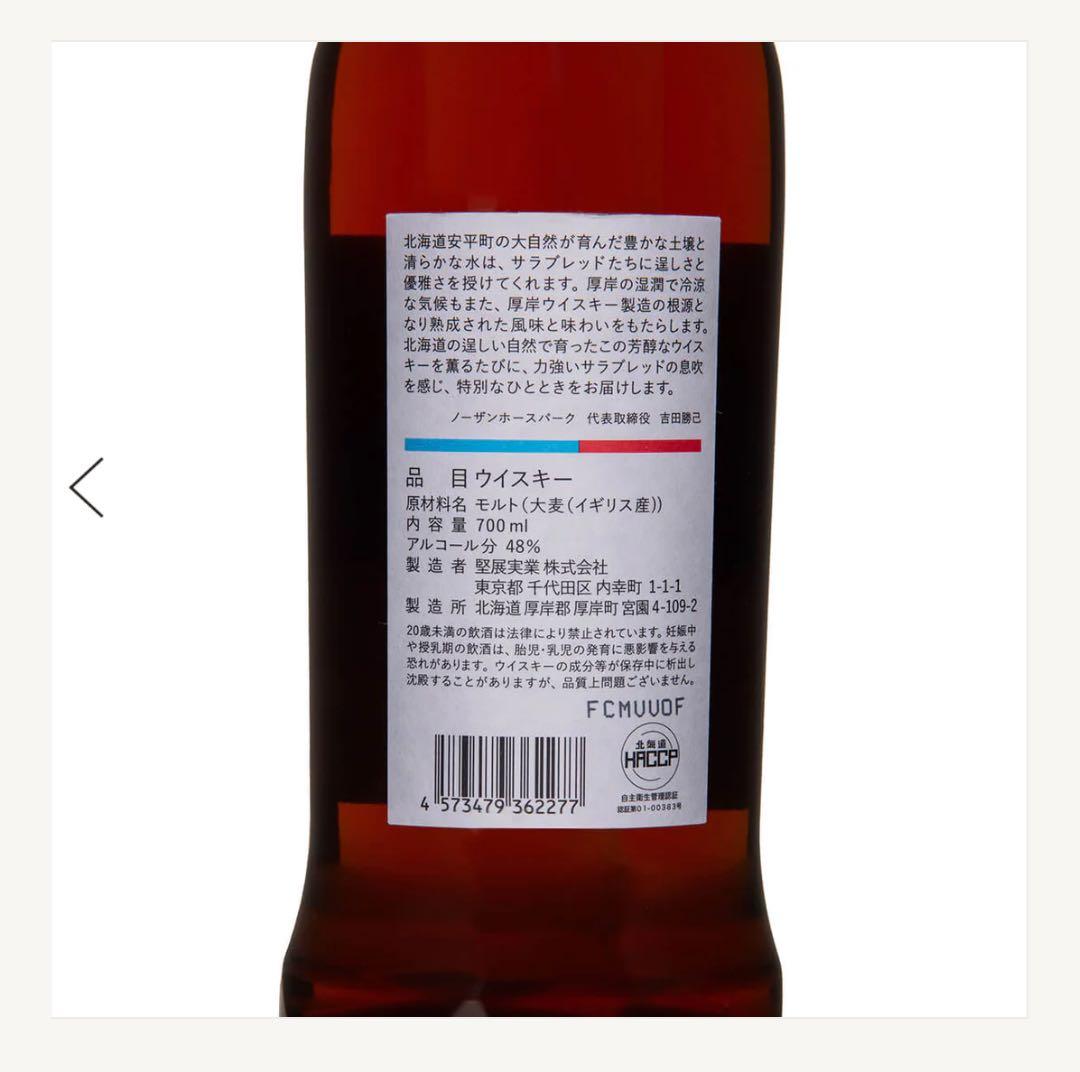 北海道安平町の大自然が育んだ豊かな土壌と
清らかな水は、サラブレッドたちに逞しさと
優雅さを授けてくれます。厚岸の湿潤で冷涼
な気候もまた、厚岸ウイスキー製造の根源と
なり熟成された風味と味わいをもたらします。
北海道の逞しい自然で育ったこの芳醇なウイス
キーを薫るたびに、力強いサラブレッドの息吹
を感じ、特別なひとときをお届けします。
ノーザンホースパーク 代表取締役 吉田勝己
品 目 ウイスキー
原材料名 モルト(大麦(イギリス産))
内容量 700ml
アルコール分 48%
製造者 堅展実業株式会社
東京都千代田区内幸町 1-1-1
製造所 北海道厚岸郡厚岸町宮園4-109-2
20歳未満の飲酒は法律により禁止されています。妊娠中
や授乳期の飲酒は、胎児・乳児の発育に悪影響を与える
恐れがあります。ウイスキーの成分等が保存中に析出し
沈殿することがありますが、品質上問題ございません。
FCMUUOF
北海道
HACCP
自主衛生管理認証
認証第01-00383号
4 573479 362277